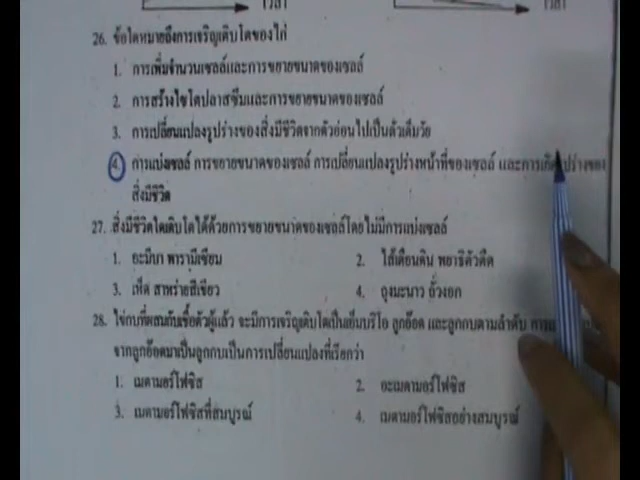 เวลา เวลา
26. ข้อใดหมายถึงการเจริญเติบโตของไก่
1. การเพิ่มจำนวนเซลล์และการขยายขนาดของเซลล์
2. การสร้างไซโตปลาสซึมและการขยายขนาดของเซลล์
3. การเปลี่ยนแปลงรูปร่างของสิ่งมีชีวิตจากตัวอ่อนไปเป็นตัวเต็มวัย
4. การแบ่งเซลล์ การขยายขนาดของเซลล์ การเปลี่ยนแปลงรูปร่างหน้าที่ของเซลล์ และการเกิด ปร่างของ
สิ่งมีชีวิต
27. สิ่งมีชีวิตใดเติบโตได้ด้วยการขยายขนาดของเซลล์โดยไม่มีการแบ่งเซลล์
1. อะมีบา พารามีเซียม 2. ไส้เดือนดิน พยาธิตัวตืด
3. เห็ด สาหร่ายสีเขียว 4. ถุงมะนาว ถั่วงอก
28. ไข่กบที่ผสมกับเชื้อตัวผู้แล้ว จะมีการเจริญเติบโตเป็นเอ็มบริโอ ลูกอ๊อด และลูกกบตามลำดับ
จากลูกอ๊อดมาเป็นลูกกบเป็นการเปลี่ยนแปลงที่เรียกว่า
1. เมตามอร์โฟซิส 2. อะเมตามอร์โฟซิส
3. เมตามอร์โฟซิสที่สมบูรณ์ 4. เมตามอร์โฟซิสอย่างสมบูรณ์